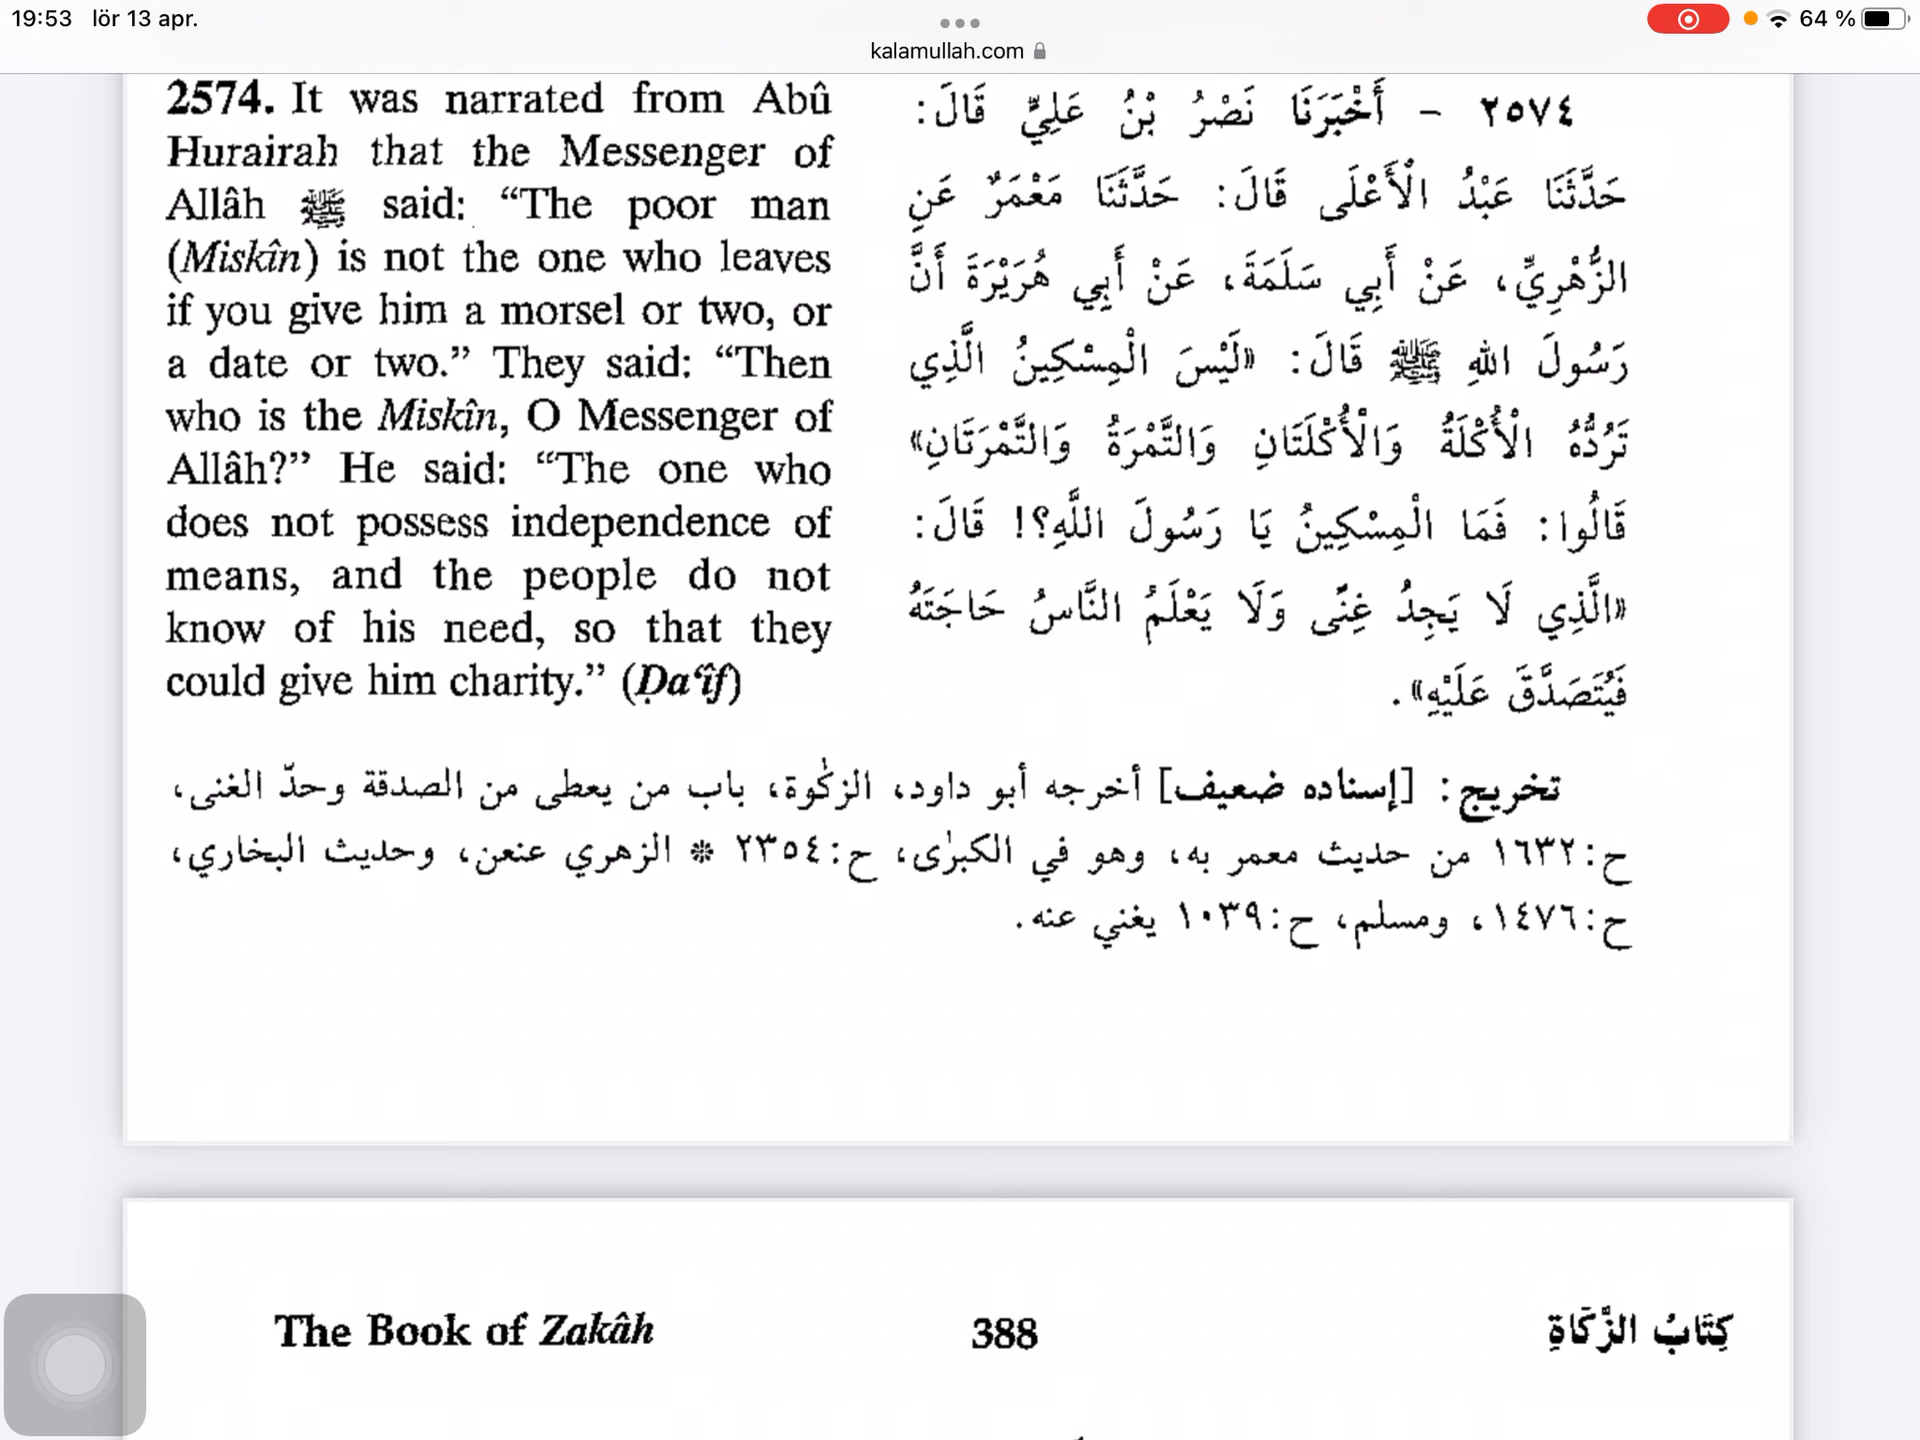 19:53 lör 13 apr.
64 %
kalamullah.com
2574. It was narrated from Abû
Hurairah that the Messenger of
Allâh ﷺ said: “The poor man
(Miskîn) is not the one who leaves
if you give him a morsel or two, or
a date or two.” They said: “Then
who is the Miskîn, O Messenger of
Allâh?” He said: “The one who
does not possess independence of
means, and the people do not
know of his need, so that they
could give him charity.” (Ḍa‘îf)
٢٥٧٤ - أَخْبَرَنَا نَصْرُ بْنُ عَلِيٍّ قَالَ:
حَدَّثَنَا عَبْدُ الْأَعْلَى قَالَ: حَدَّثَنَا مَعْمَرٌ عَنِ
الزُّهْرِيِّ، عَنْ أَبِي سَلَمَةَ، عَنْ أَبِي هُرَيْرَةَ أَنَّ
رَسُولَ اللهِ ﷺ قَالَ: «لَيْسَ الْمِسْكِينُ الَّذِي
تَرُدُّهُ الْأُكْلَةُ وَالْأُكْلَتَانِ وَالتَّمْرَةُ وَالتَّمْرَتَانِ»
قَالُوا: فَمَا الْمِسْكِينُ يَا رَسُولَ اللَّهِ؟! قَالَ:
«الَّذِي لَا يَجِدُ غِنًى وَلَا يَعْلَمُ النَّاسُ حَاجَتَهُ
فَيُتَصَدَّقَ عَلَيْهِ».
تخريج: [إسناده ضعيف] أخرجه أبو داود، الزكٰوة، باب من يعطى من الصدقة وحدّ الغنى،
ح:١٦٣٢ من حديث معمر به، وهو في الكبرٰى، ح:٢٣٥٤ * الزهري عنعن، وحديث البخاري،
ح:١٤٧٦، ومسلم، ح:١٠٣٩ يغني عنه.
The Book of Zakâh 388 كِتَابُ الزَّكَاةِ